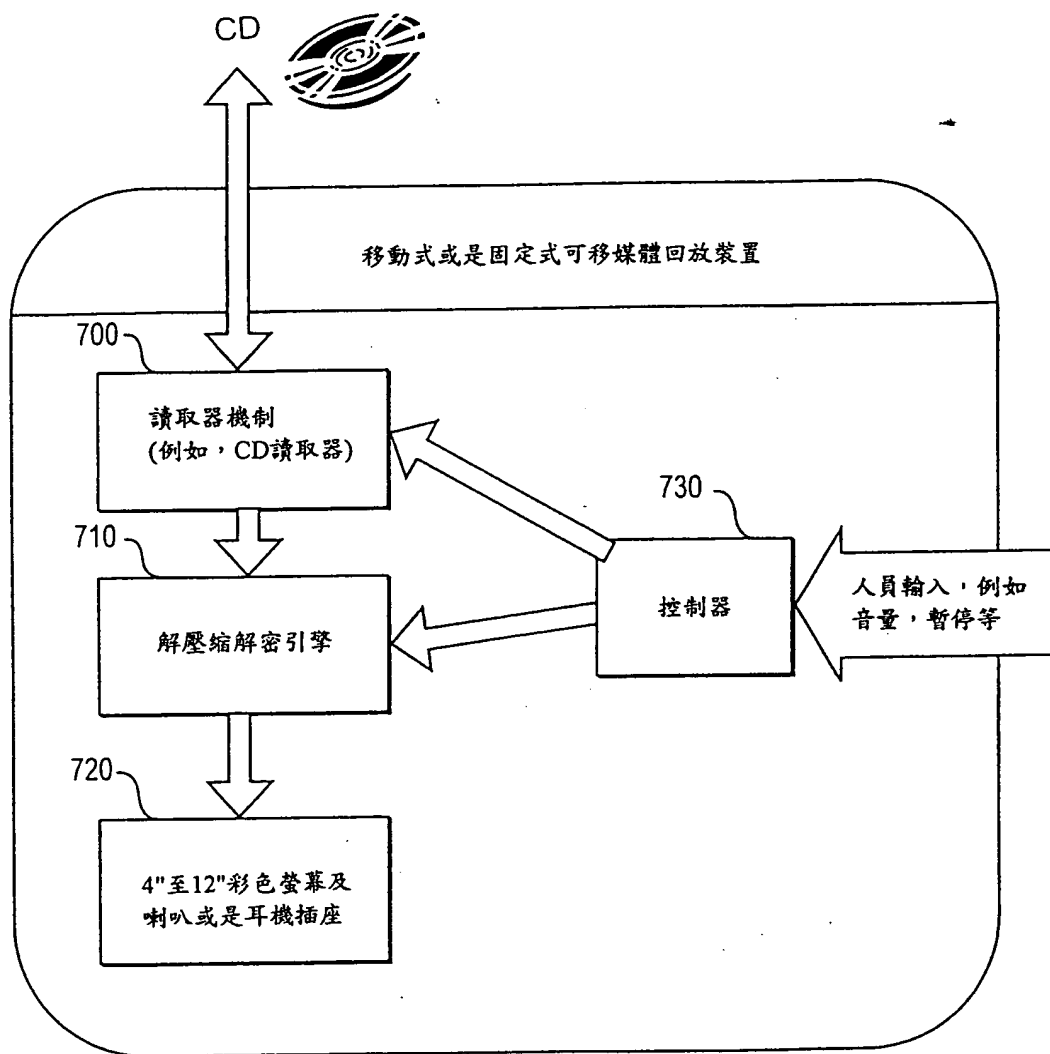 CD
移動式或是固定式可移媒體回放裝置
700
讀取器機制
(例如,CD讀取器)
730
710
控制器
人員輸入,例如
音量,暫停等
解壓縮解密引擎
720
4"至12"彩色螢幕及
喇叭或是耳機插座